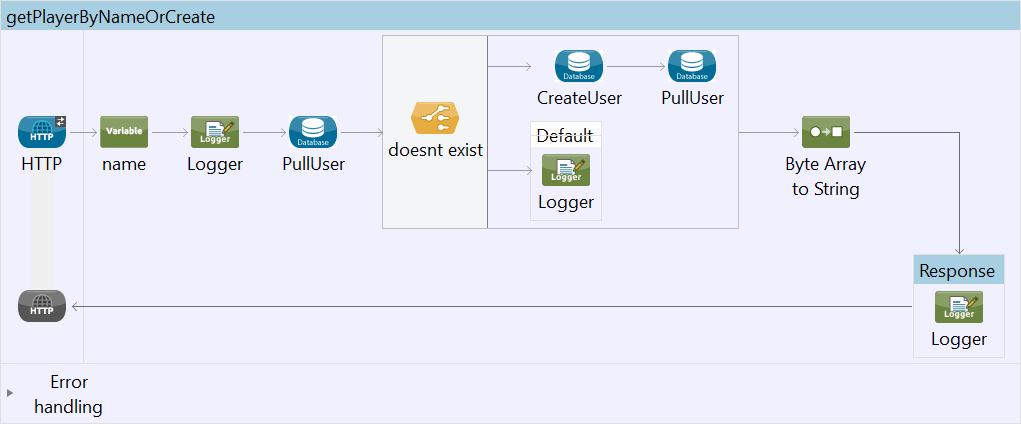 getPlayerByNameOrCreate
HTTP
HTTP
Variable
name
Logger
Logger
Database
PullUser
doesnt exist
Database
CreateUser
Database
PullUser
Default
Logger
Logger
Byte Array
to String
Response
Logger
Logger
HTTP
Error
handling